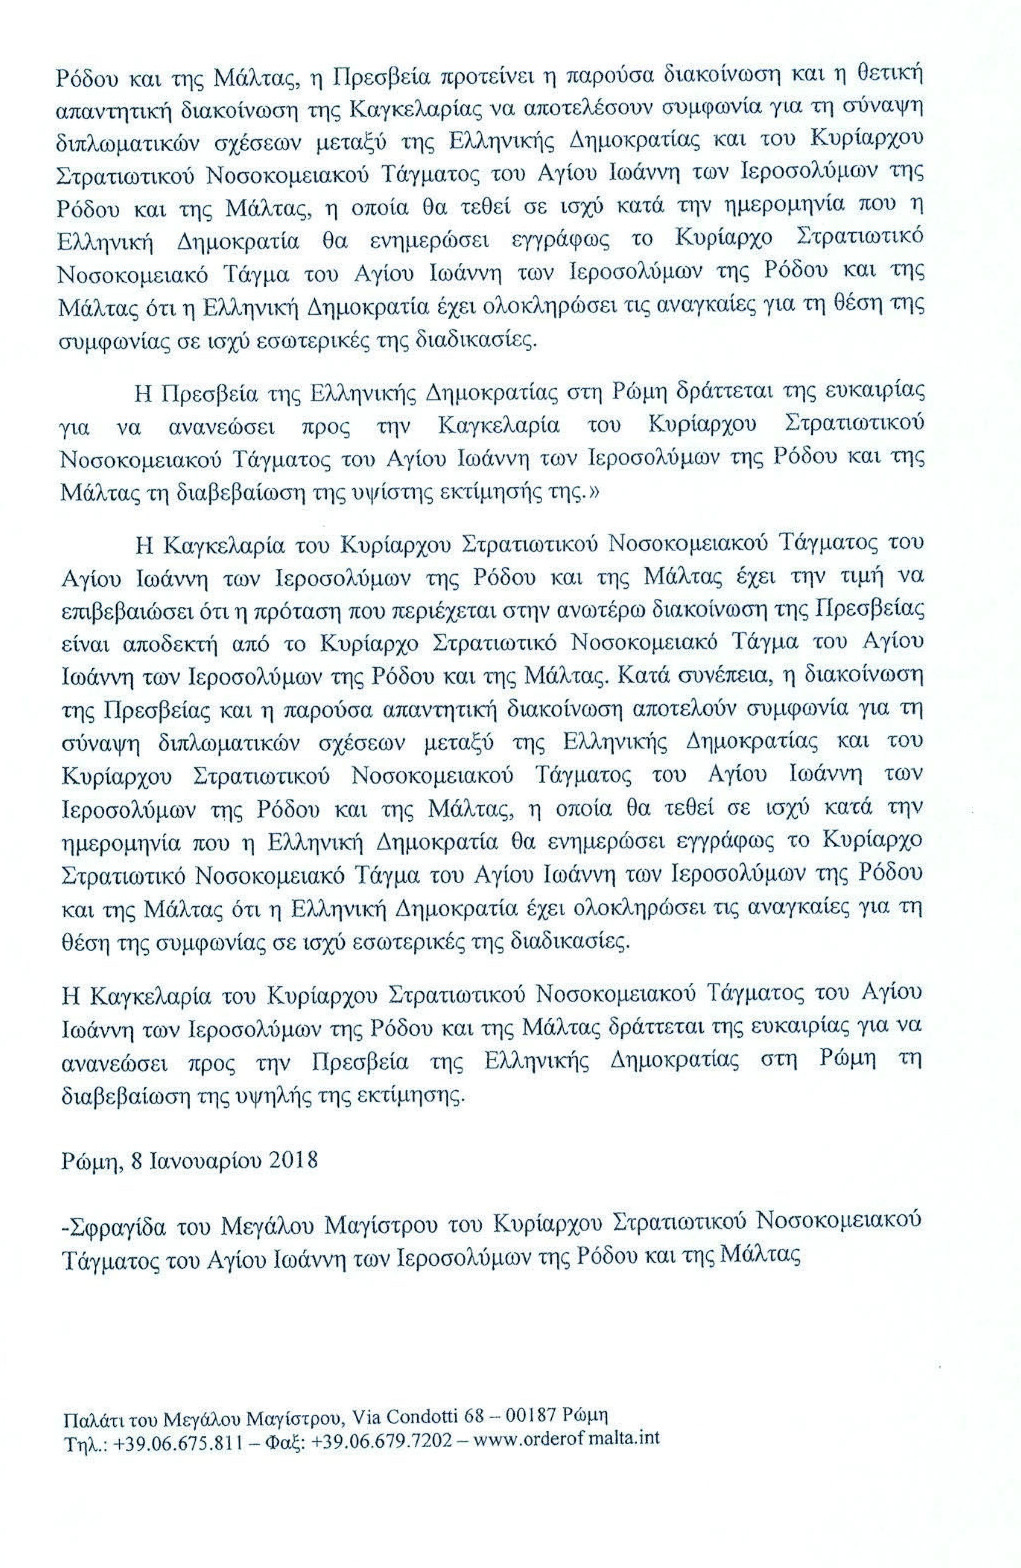 Ρόδου και της Μάλτας, η Πρεσβεία προτείνει η παρούσα διακοίνωση και η θετική
απαντητική διακοίνωση της Καγκελαρίας να αποτελέσουν συμφωνία για τη σύναψη
διπλωματικών σχέσεων μεταξύ της Ελληνικής Δημοκρατίας και του Κυρίαρχου
Στρατιωτικού Νοσοκομειακού Τάγματος του Αγίου Ιωάννη των Ιεροσολύμων της
Ρόδου και της Μάλτας, η οποία θα τεθεί σε ισχύ κατά την ημερομηνία που η
Ελληνική Δημοκρατία θα ενημερώσει εγγράφως το Κυρίαρχο Στρατιωτικό
Νοσοκομειακό Τάγμα του Αγίου Ιωάννη των Ιεροσολύμων της Ρόδου και της
Μάλτας ότι η Ελληνική Δημοκρατία έχει ολοκληρώσει τις αναγκαίες για τη θέση της
συμφωνίας σε ισχύ εσωτερικές της διαδικασίες.
Η Πρεσβεία της Ελληνικής Δημοκρατίας στη Ρώμη δράττεται της ευκαιρίας
για να ανανεώσει προς την Καγκελαρία του Κυρίαρχου Στρατιωτικού
Νοσοκομειακού Τάγματος του Αγίου Ιωάννη των Ιεροσολύμων της Ρόδου και της
Μάλτας τη διαβεβαίωση της υψίστης εκτίμησής της.»
Η Καγκελαρία του Κυρίαρχου Στρατιωτικού Νοσοκομειακού Τάγματος του
Αγίου Ιωάννη των Ιεροσολύμων της Ρόδου και της Μάλτας έχει την τιμή να
επιβεβαιώσει ότι η πρόταση που περιέχεται στην ανωτέρω διακοίνωση της Πρεσβείας
είναι αποδεκτή από το Κυρίαρχο Στρατιωτικό Νοσοκομειακό Τάγμα του Αγίου
Ιωάννη των Ιεροσολύμων της Ρόδου και της Μάλτας. Κατά συνέπεια, η διακοίνωση
της Πρεσβείας και η παρούσα απαντητική διακοίνωση αποτελούν συμφωνία για τη
σύναψη διπλωματικών σχέσεων μεταξύ της Ελληνικής Δημοκρατίας και του
Κυρίαρχου Στρατιωτικού Νοσοκομειακού Τάγματος του Αγίου Ιωάννη των
Ιεροσολύμων της Ρόδου και της Μάλτας, η οποία θα τεθεί σε ισχύ κατά την
ημερομηνία που η Ελληνική Δημοκρατία θα ενημερώσει εγγράφως το Κυρίαρχο
Στρατιωτικό Νοσοκομειακό Τάγμα του Αγίου Ιωάννη των Ιεροσολύμων της Ρόδου
και της Μάλτας ότι η Ελληνική Δημοκρατία έχει ολοκληρώσει τις αναγκαίες για τη
θέση της συμφωνίας σε ισχύ εσωτερικές της διαδικασίες.
Η Καγκελαρία του Κυρίαρχου Στρατιωτικού Νοσοκομειακού Τάγματος του Αγίου
Ιωάννη των Ιεροσολύμων της Ρόδου και της Μάλτας δράττεται της ευκαιρίας για να
ανανεώσει προς την Πρεσβεία της Ελληνικής Δημοκρατίας στη Ρώμη τη
διαβεβαίωση της υψηλής της εκτίμησης.
Ρώμη, 8 Ιανουαρίου 2018
-Σφραγίδα του Μεγάλου Μαγίστρου του Κυρίαρχου Στρατιωτικού Νοσοκομειακού
Τάγματος του Αγίου Ιωάννη των Ιεροσολύμων της Ρόδου και της Μάλτας
Παλάτι του Μεγάλου Μαγίστρου, Via Condotti 68 – 00187 Ρώμη
Τηλ.: +39.06.675.811 – Φαξ: +39.06.679.7202 – www.orderof malta.int